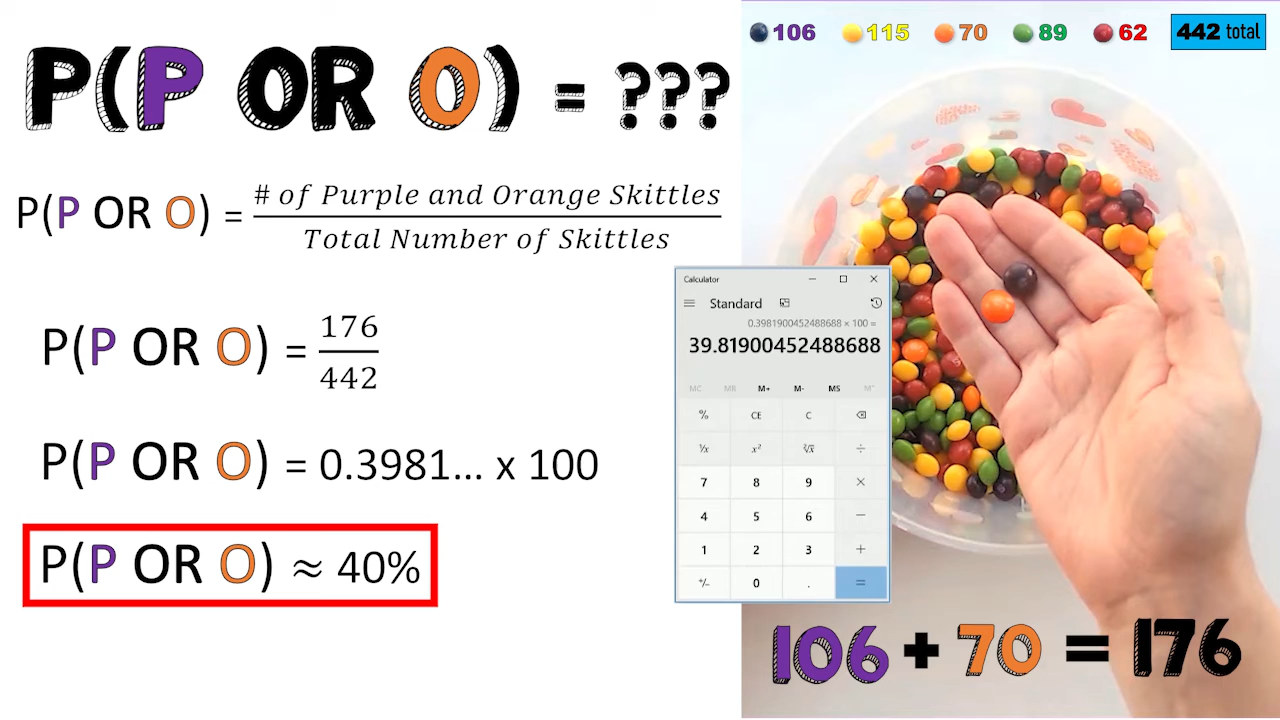 P(P OR O) = ???
P(P OR O) = # of Purple and Orange Skittles / Total Number of Skittles
P(P OR O) = 176 / 442
P(P OR O) = 0.3981... x 100
P(P OR O) ≈ 40%
106 115 70 89 62 442 total
Calculator
Standard
0.3981900452488688 × 100 =
39.81900452488688
MC MR M+ M- MS M˅
% CE C ⌫
⅟x x² ²√x ÷
7 8 9 ×
4 5 6 −
1 2 3 +
+/- 0 . =
106 + 70 = 176